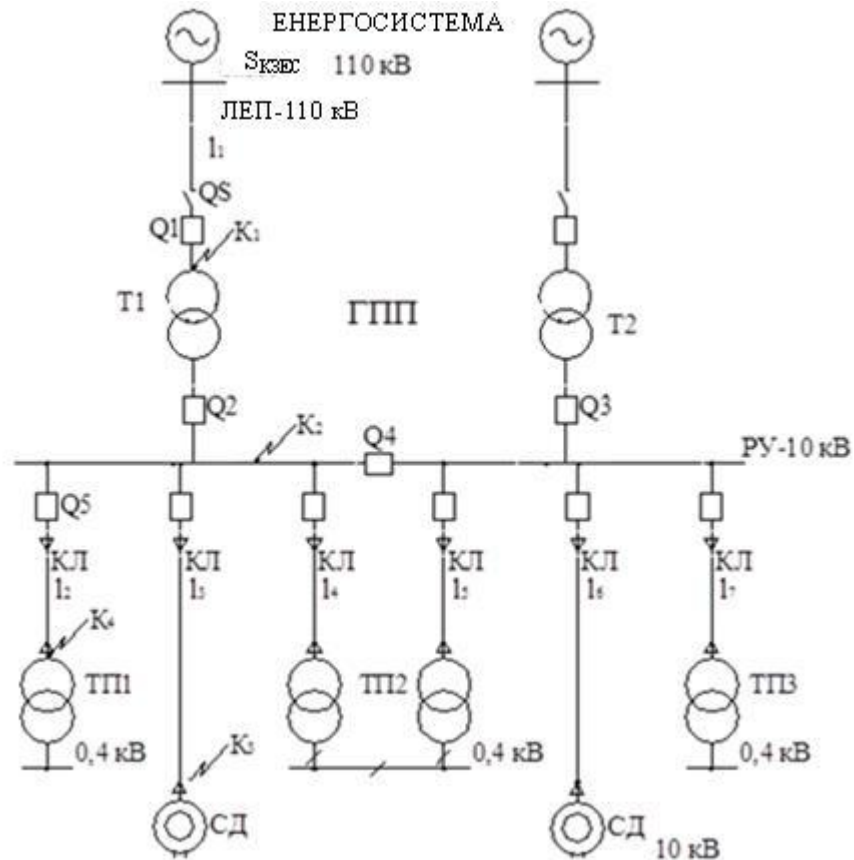 ЕНЕРГОСИСТЕМА
SКЗЕС 110 кВ
ЛЕП-110 кВ
l1
QS
Q1
K1
T1
ГПП
T2
Q2
Q3
K2
Q4
РУ-10 кВ
Q5
КЛ КЛ КЛ КЛ КЛ КЛ
l2 l3 l4 l5 l6 l7
K4
ТП1 ТП2 ТП3
0,4 кВ 0,4 кВ 0,4 кВ
K3
СД СД 10 кВ